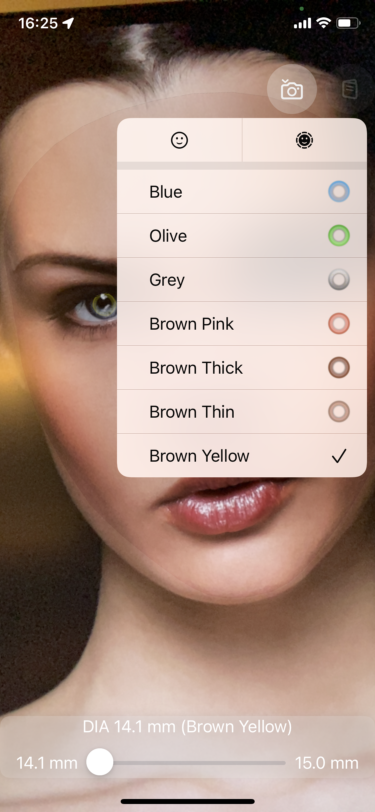 16:25
Blue
Olive
Grey
Brown Pink
Brown Thick
Brown Thin
Brown Yellow
DIA 14.1 mm (Brown Yellow)
14.1 mm 15.0 mm